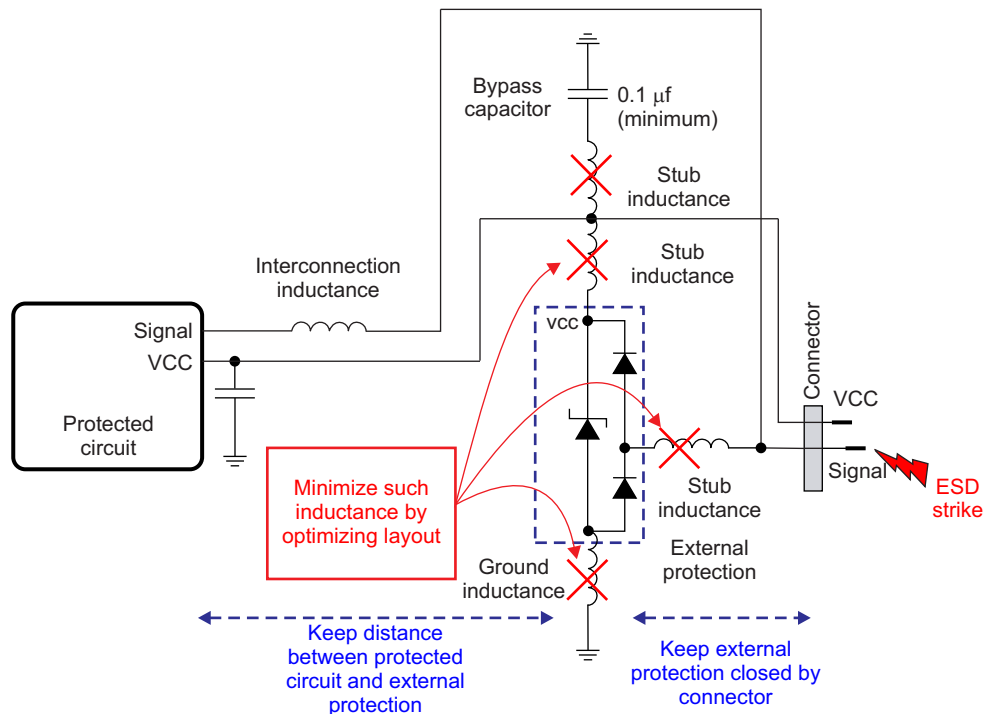 Bypass
capacitor
0.1 μf
(minimum)
Stub
inductance
Stub
inductance
Interconnection
inductance
Signal
VCC
Protected
circuit
vcc
Connector
VCC
Signal
ESD
strike
Minimize such
inductance by
optimizing layout
Stub
inductance
External
protection
Ground
inductance
Keep distance
between protected
circuit and external
protection
Keep external
protection closed by
connector